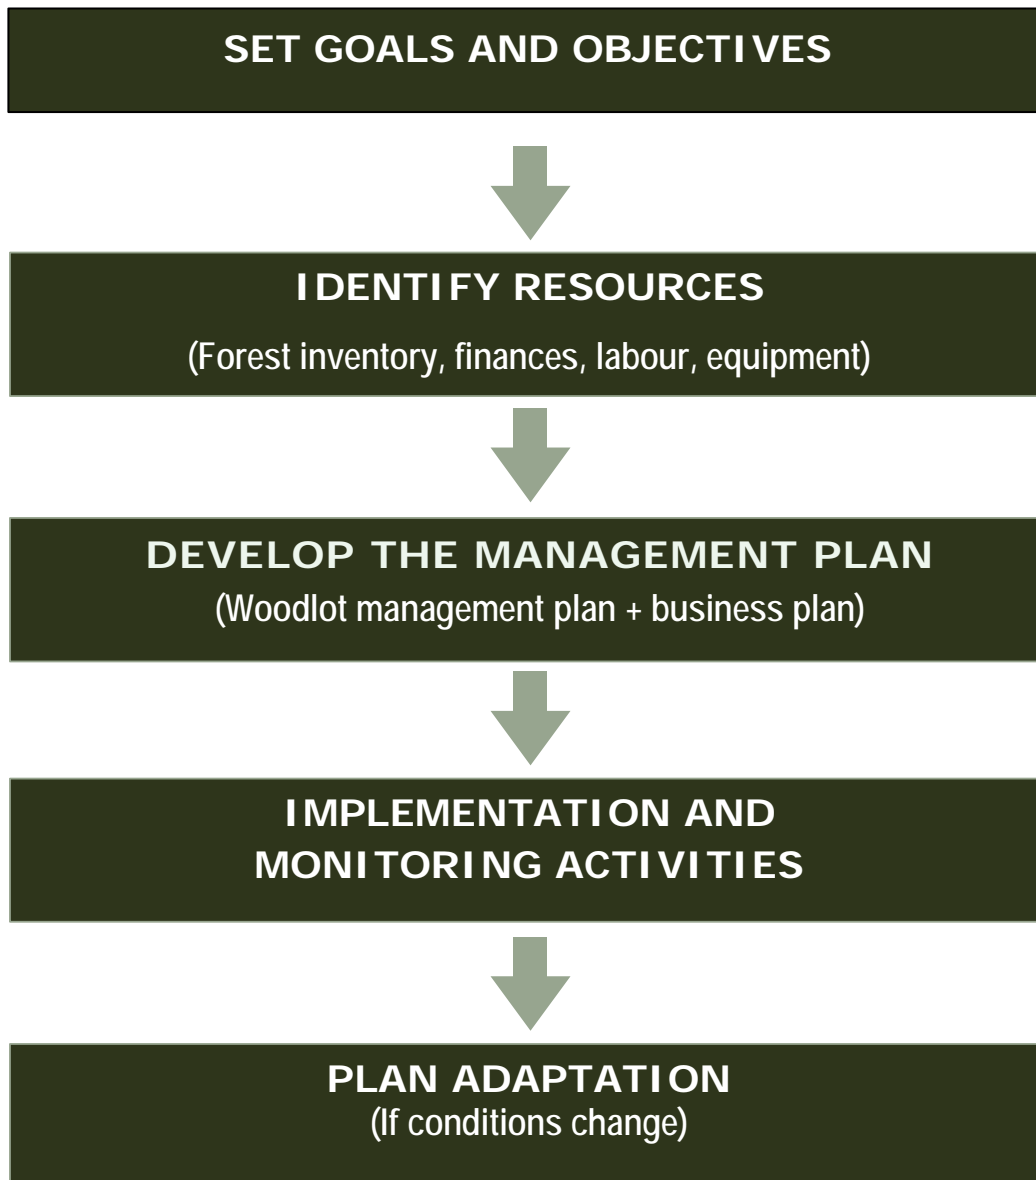 SET GOALS AND OBJECTIVES
IDENTIFY RESOURCES
(Forest inventory, finances, labour, equipment)
DEVELOP THE MANAGEMENT PLAN
(Woodlot management plan + business plan)
IMPLEMENTATION AND
MONITORING ACTIVITIES
PLAN ADAPTATION
(If conditions change)